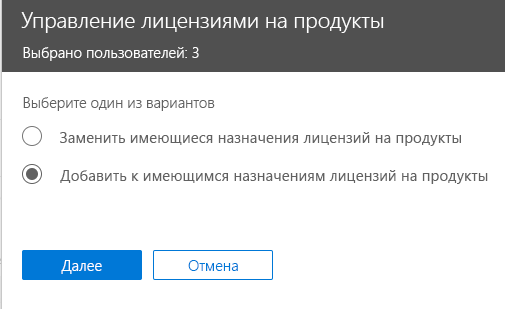 Управление лицензиями на продукты
Выбрано пользователей: 3
Выберите один из вариантов
Заменить имеющиеся назначения лицензий на продукты
Добавить к имеющимся назначениям лицензий на продукты
Далее Отмена